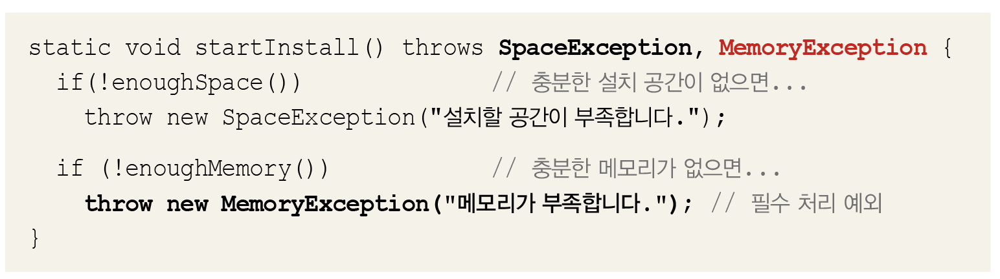 static void startInstall() throws SpaceException, MemoryException {
if(!enoughSpace()) // 충분한 설치 공간이 없으면...
throw new SpaceException("설치할 공간이 부족합니다.");
if (!enoughMemory()) // 충분한 메모리가 없으면...
throw new MemoryException("메모리가 부족합니다."); // 필수 처리 예외
}